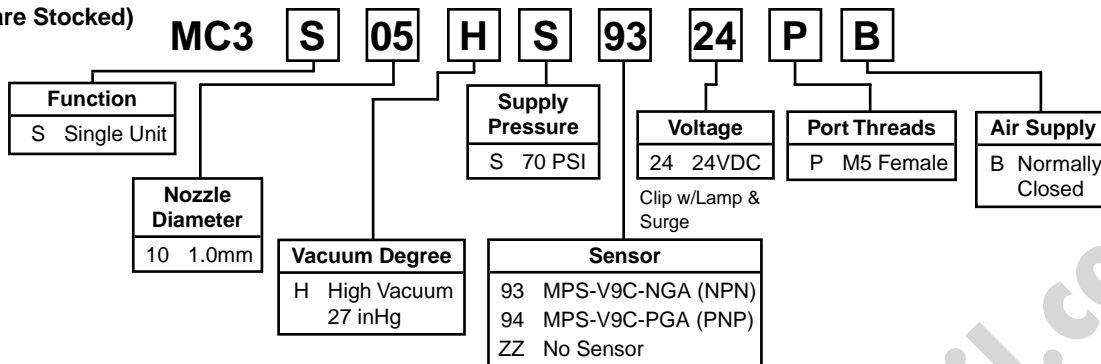 are Stocked)
MC3 S 05 H S 93 24 P B
Function
S Single Unit
Nozzle
Diameter
10 1.0mm
Vacuum Degree
H High Vacuum
27 inHg
Supply
Pressure
S 70 PSI
Sensor
93 MPS-V9C-NGA (NPN)
94 MPS-V9C-PGA (PNP)
ZZ No Sensor
Voltage
24 24VDC
Clip w/Lamp &
Surge
Port Threads
P M5 Female
Air Supply
B Normally
Closed